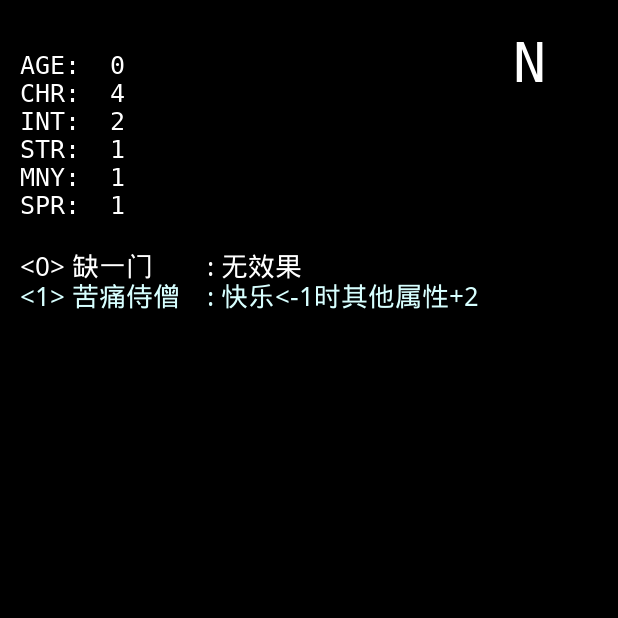 N
AGE: 0
CHR: 4
INT: 2
STR: 1
MNY: 1
SPR: 1
<0> 缺一门 : 无效果
<1> 苦痛侍僧 : 快乐<-1时其他属性+2